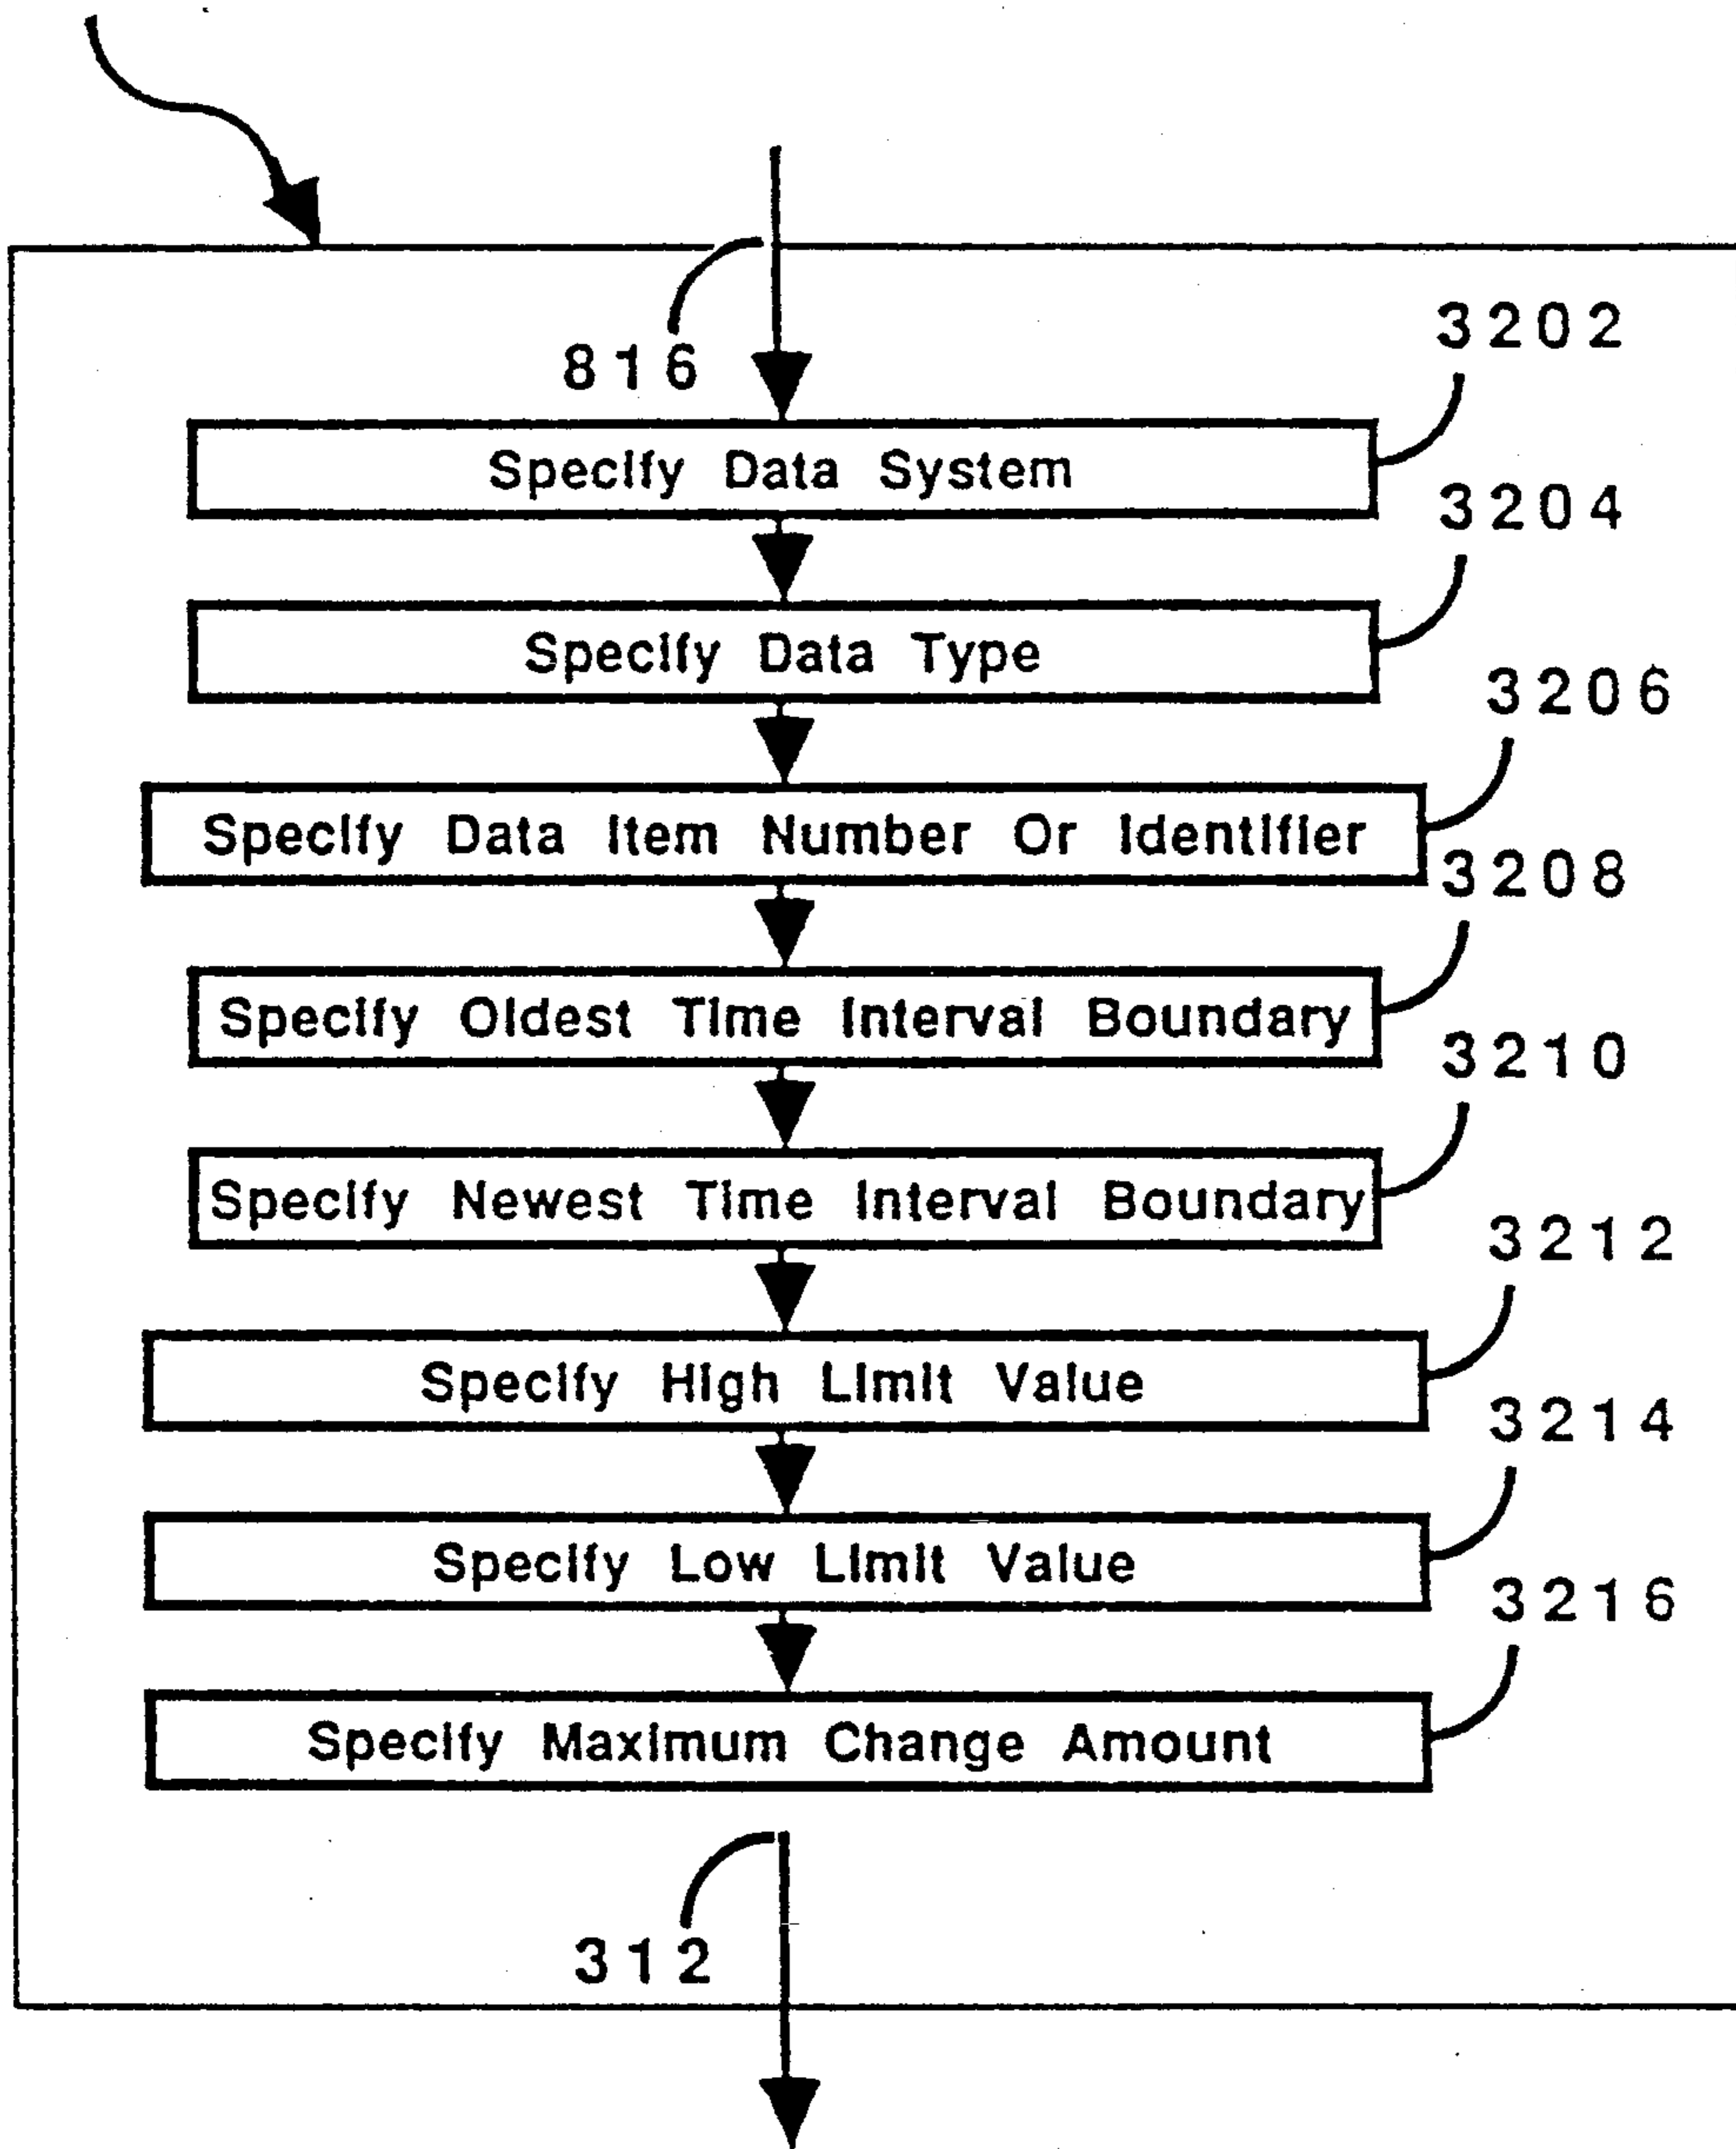 816
3202
Specify Data System
3204
Specify Data Type
3206
Specify Data Item Number Or Identifier
3208
Specify Oldest Time Interval Boundary
3210
Specify Newest Time Interval Boundary
3212
Specify High Limit Value
3214
Specify Low Limit Value
3216
Specify Maximum Change Amount
312